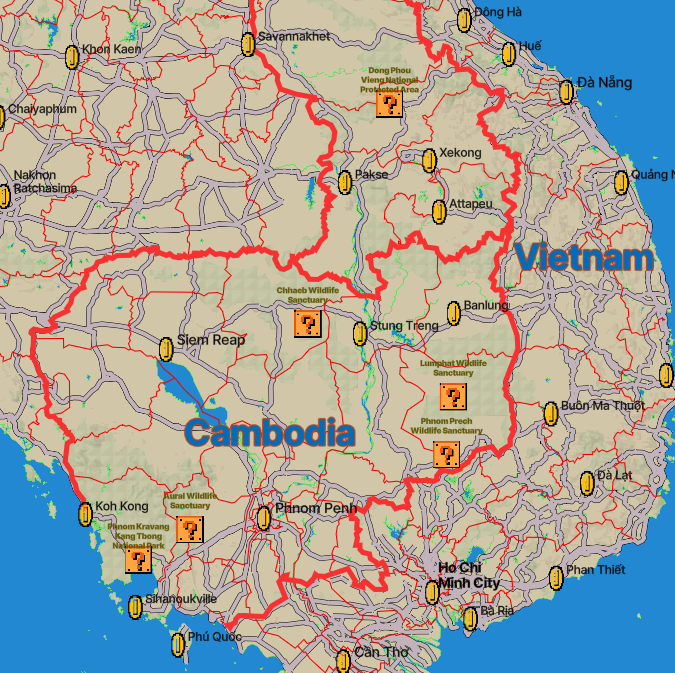 Đông Hà
Savannakhet
Khon Kaen
Huế
Dong Phou
Vieng National
Protected Area
Đà Nẵng
Chaiyaphum
Xekong
Nakhon
Ratchasima
Pakse
Quảng N
Attapeu
Vietnam
Chhaeb Wildlife
Sanctuary
Banlung
Stung Treng
Siem Reap
Lumphat Wildlife
Sanctuary
Buôn Ma Thuột
Phnom Prech
Wildlife Sanctuary
Cambodia
Đà Lạt
Aural Wildlife
Sanctuary
Koh Kong
Phnom Penh
Phnom Kravang
Kang Tbong
National Park
Ho Chi
Minh City
Phan Thiết
Sihanoukville
Bà Rịa
Phú Quốc
Cần Thơ
?
?
?
?
?
?